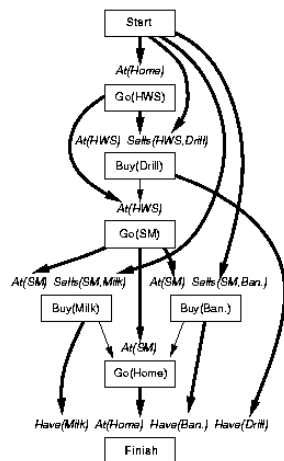 Start
At(Home)
Go(HWS)
At(HWS) Sells(HWS,Drill)
Buy(Drill)
At(HWS)
Go(SM)
At(SM) Sells(SM,Milk) At(SM) Sells(SM,Ban.)
Buy(Milk) Buy(Ban.)
At(SM)
Go(Home)
Have(Milk) At(Home) Have(Ban.) Have(Drill)
Finish